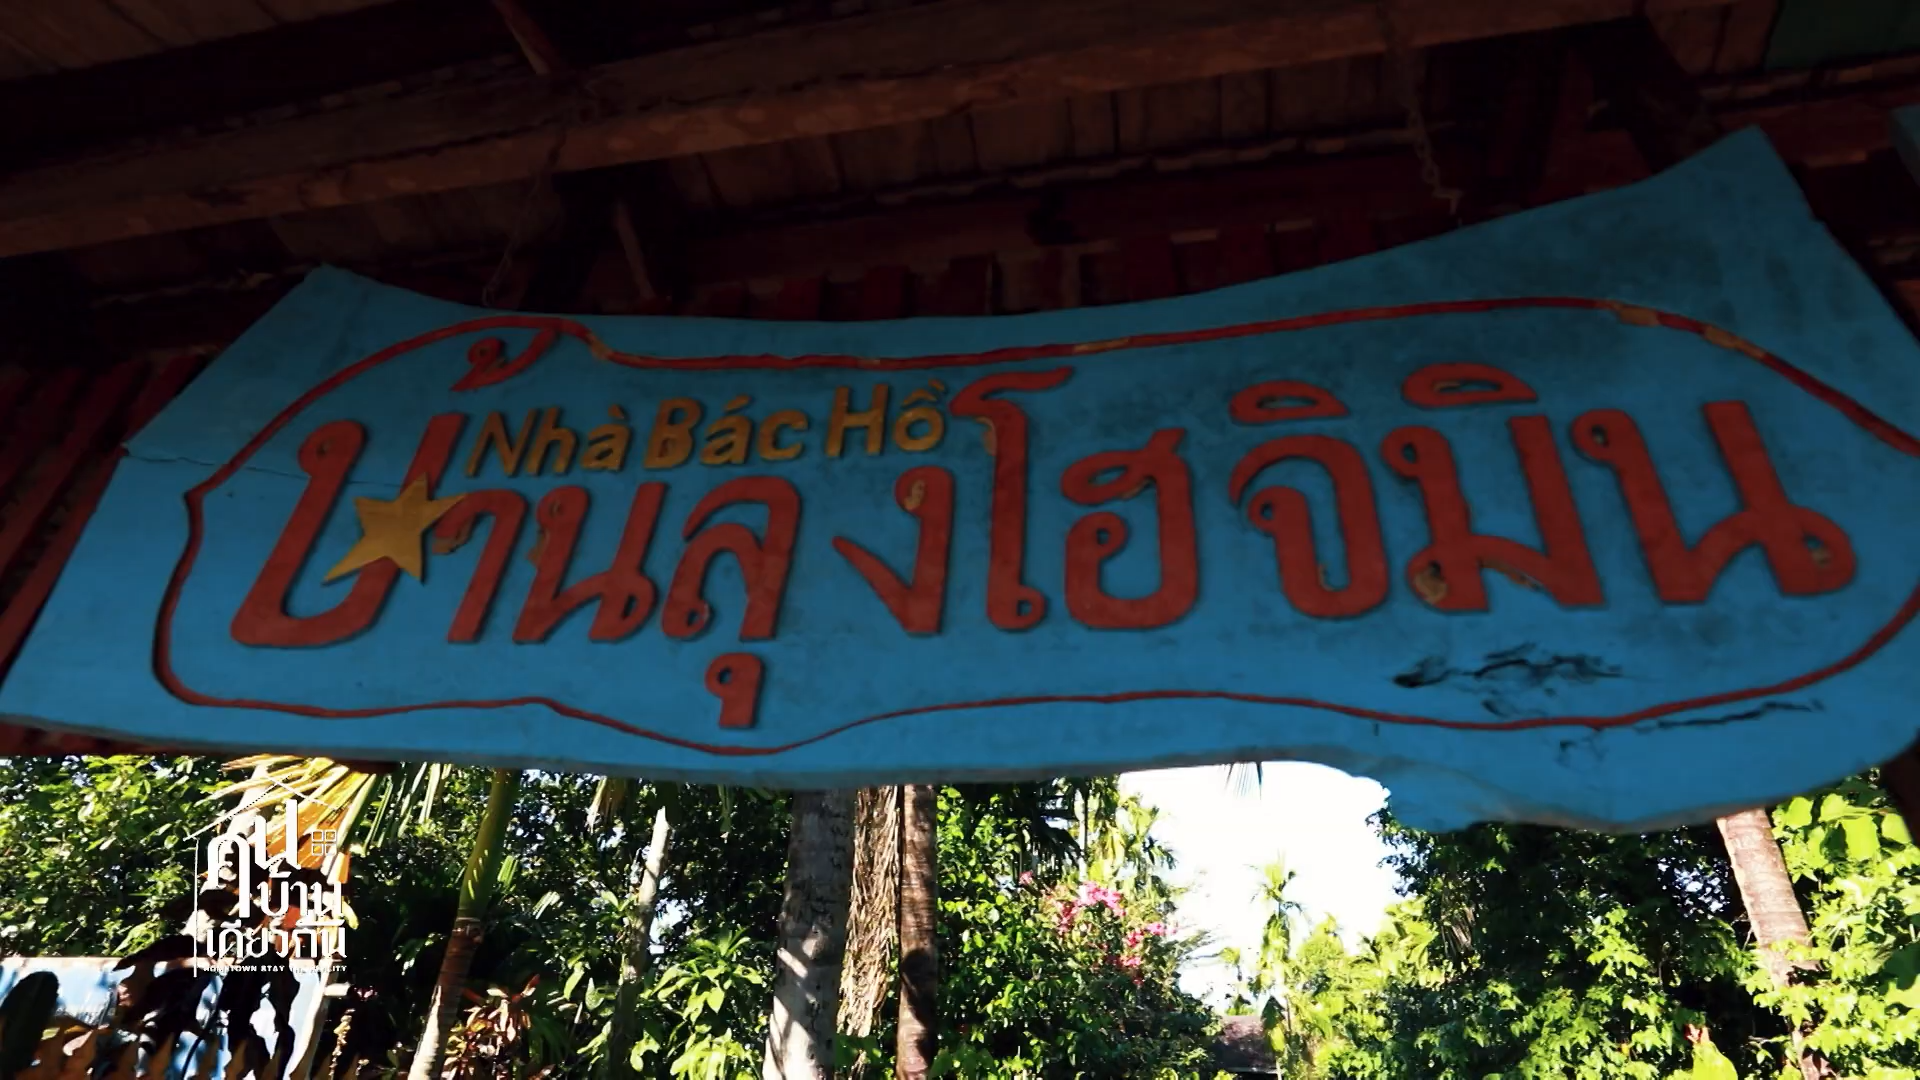 Nhà Bác Hồ
บ้านลุงโฮจิมิน
คน
บ้าน
เดียวกัน